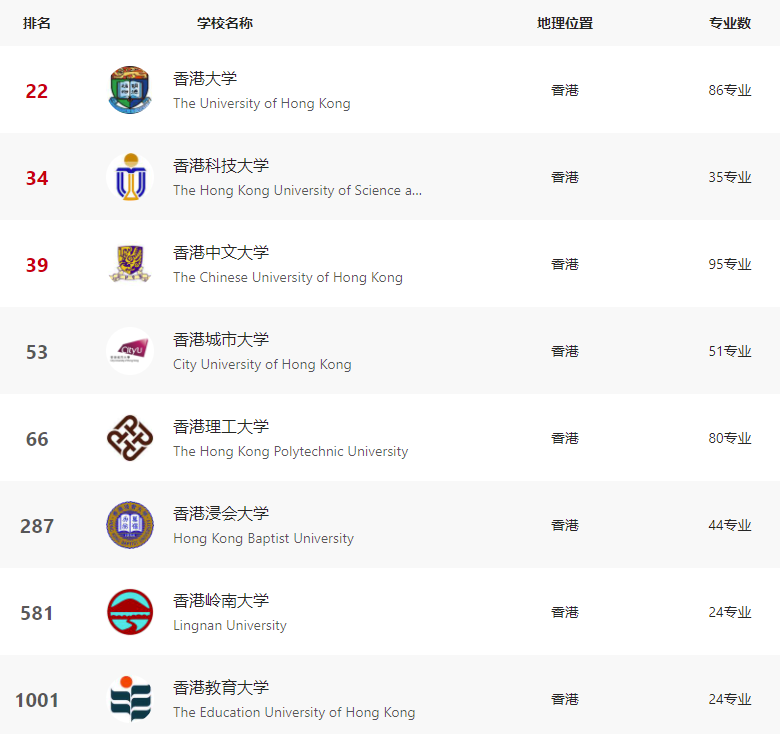 排名 学校名称 地理位置 专业数
22 香港大学 香港 86专业
The University of Hong Kong
34 香港科技大学 香港 35专业
The Hong Kong University of Science a...
39 香港中文大学 香港 95专业
The Chinese University of Hong Kong
53 香港城市大学 香港 51专业
City University of Hong Kong
66 香港理工大学 香港 80专业
The Hong Kong Polytechnic University
287 香港浸会大学 香港 44专业
Hong Kong Baptist University
581 香港岭南大学 香港 24专业
Lingnan University
1001 香港教育大学 香港 24专业
The Education University of Hong Kong
CityU